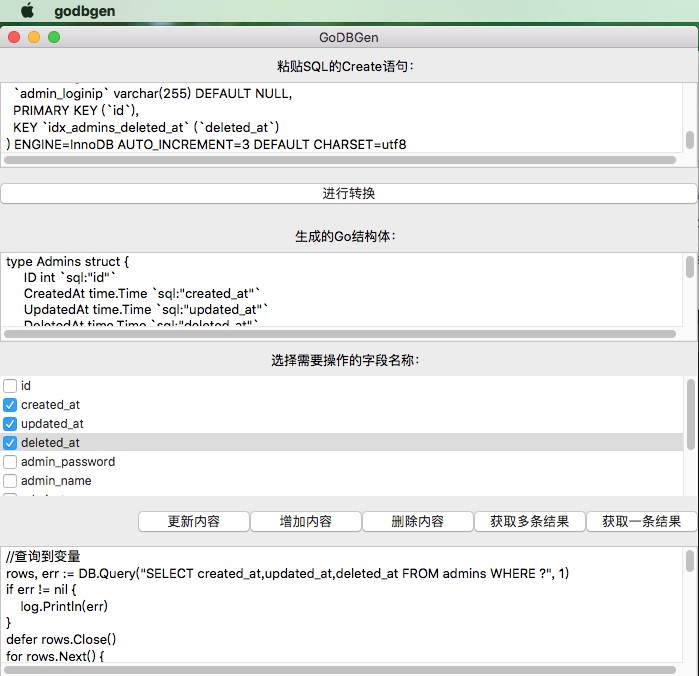 godbgen
GoDBGen
粘贴SQL的Create语句:
`admin_loginip` varchar(255) DEFAULT NULL,
PRIMARY KEY (`id`),
KEY `idx_admins_deleted_at` (`deleted_at`)
) ENGINE=InnoDB AUTO_INCREMENT=3 DEFAULT CHARSET=utf8
进行转换
生成的Go结构体:
type Admins struct {
ID int `sql:"id"`
CreatedAt time.Time `sql:"created_at"`
UpdatedAt time.Time `sql:"updated_at"`
DeletedAt time.Time `sql:"deleted_at"`
选择需要操作的字段名称:
id
created_at
updated_at
deleted_at
admin_password
admin_name
更新内容 增加内容 删除内容 获取多条结果 获取一条结果
//查询到变量
rows, err := DB.Query("SELECT created_at,updated_at,deleted_at FROM admins WHERE ?", 1)
if err != nil {
log.Println(err)
}
defer rows.Close()
for rows.Next() {